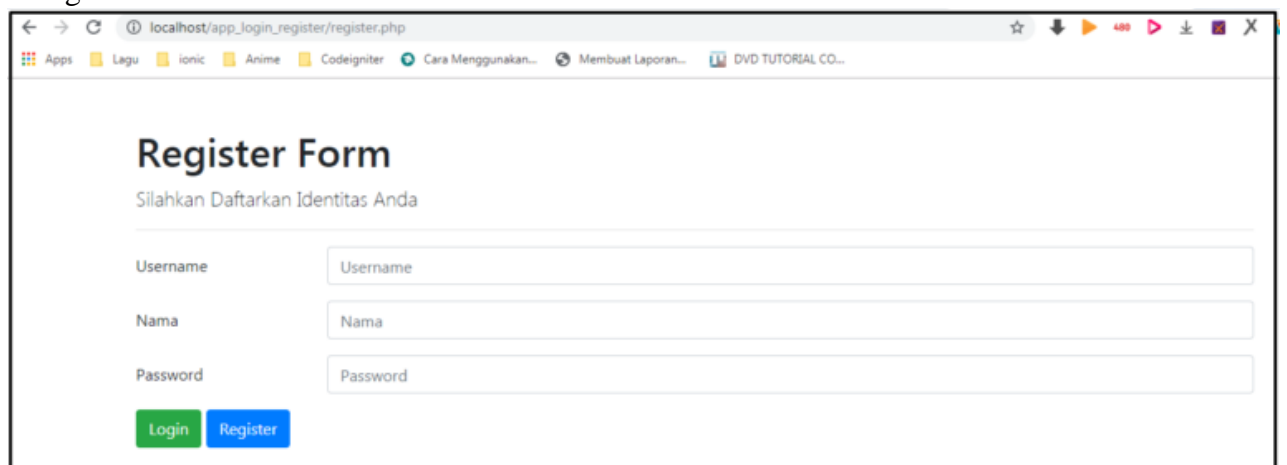 localhost/app_login_register/register.php
480
Apps Lagu ionic Anime Codeigniter Cara Menggunakan... Membuat Laporan... DVD TUTORIAL CO...
Register Form
Silahkan Daftarkan Identitas Anda
Username Username
Nama Nama
Password Password
Login Register